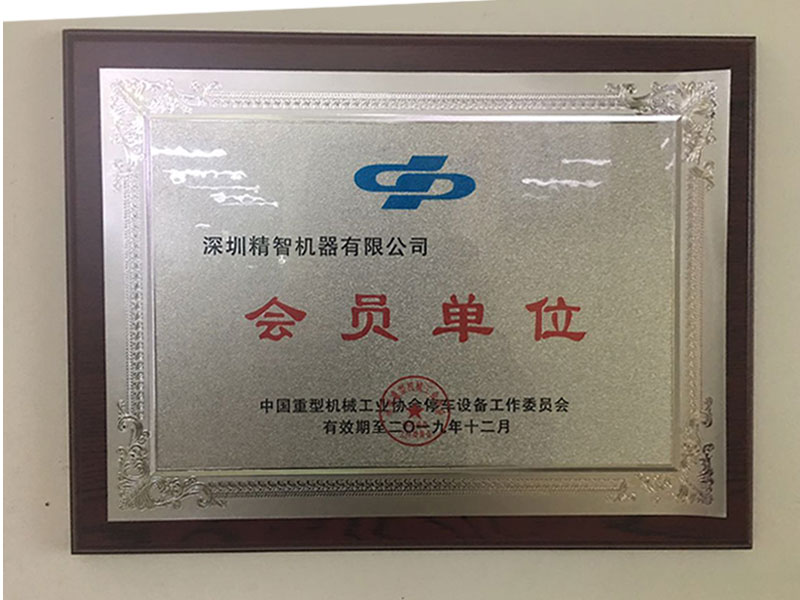 深圳精智机器有限公司
会员单位
中国重型机械工业协会停车设备工作委员会
有效期至二〇一九年十二月